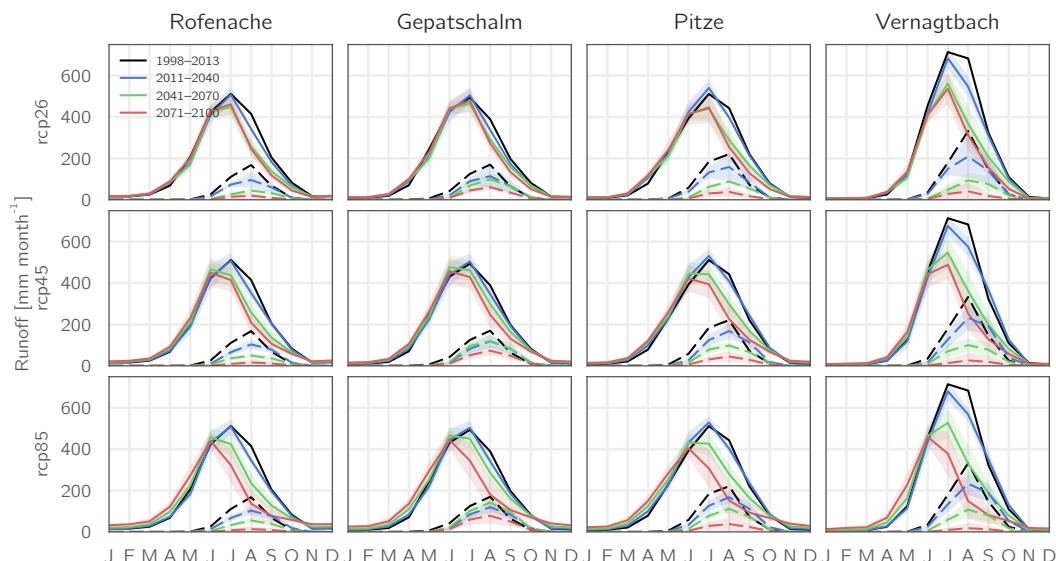 Rofenache Gepatschalm Pitze Vernagtbach
Runoff [mm month⁻¹]
rcp26
600
400
200
0
1998–2013
2011–2040
2041–2070
2071–2100
rcp45
600
400
200
0
rcp85
600
400
200
0
J F M A M J J A S O N D J F M A M J J A S O N D J F M A M J J A S O N D J F M A M J J A S O N D